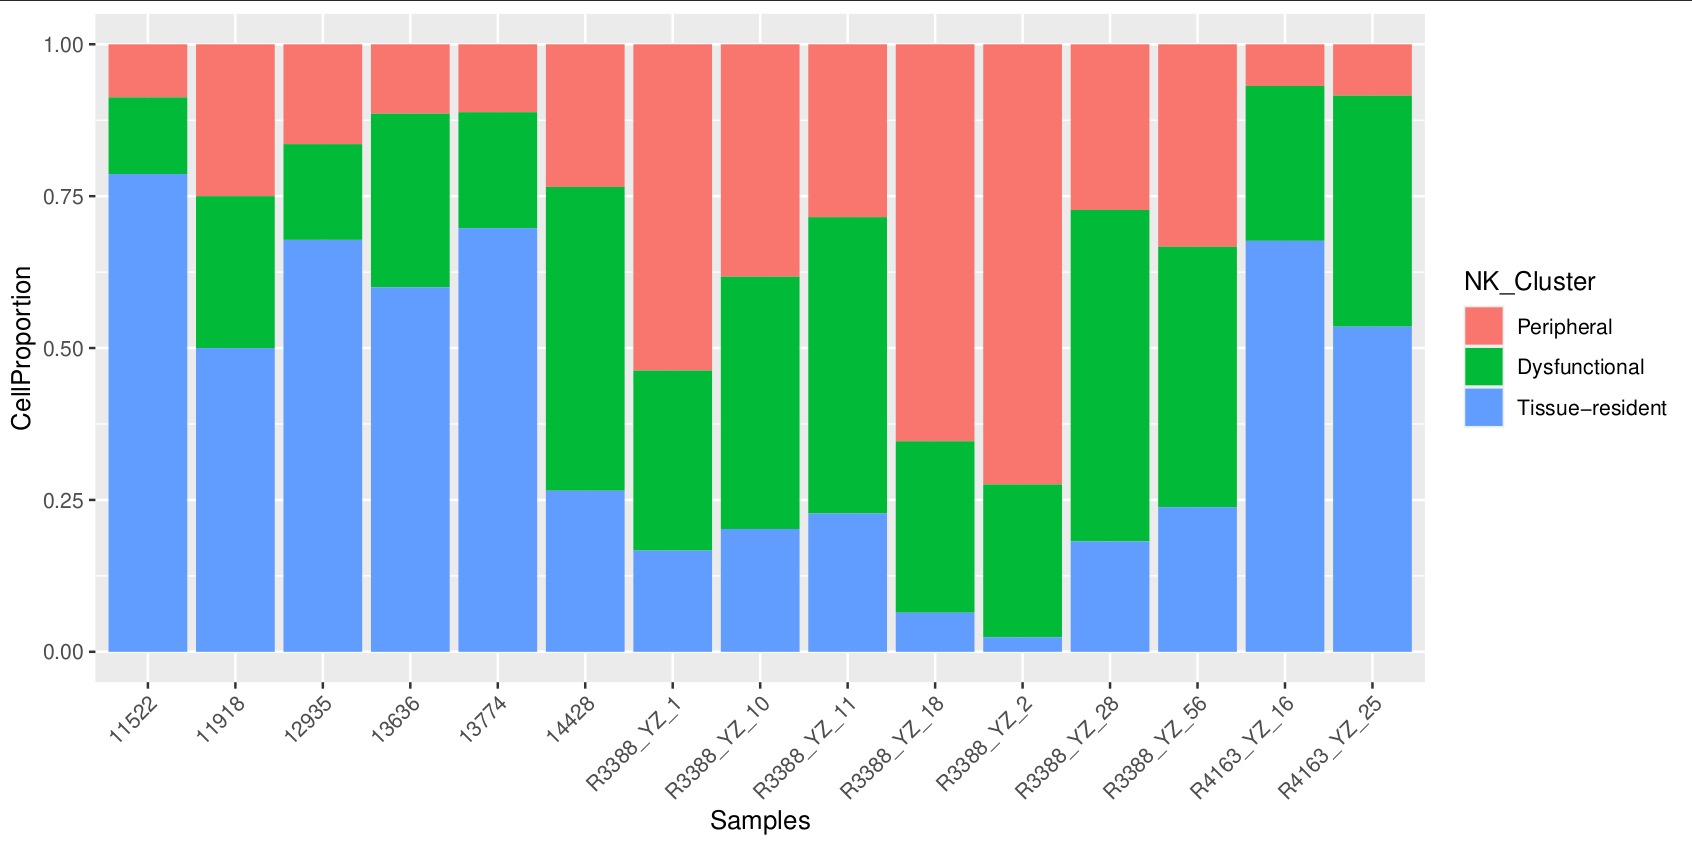 1.00
0.75
0.50
0.25
0.00
CellProportion
11522
11918
12935
13636
13774
14428
R3388_YZ_1
R3388_YZ_10
R3388_YZ_11
R3388_YZ_18
R3388_YZ_2
R3388_YZ_28
R3388_YZ_56
R4163_YZ_16
R4163_YZ_25
Samples
NK_Cluster
Peripheral
Dysfunctional
Tissue−resident